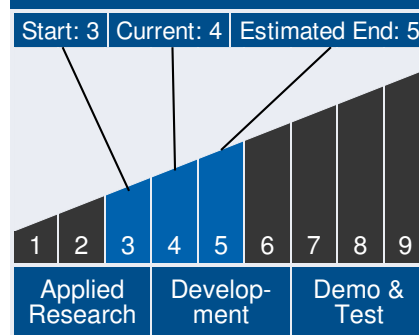 Start: 3 Current: 4 Estimated End: 5
1 2 3 4 5 6 7 8 9
Applied Research
Develop-ment
Demo & Test